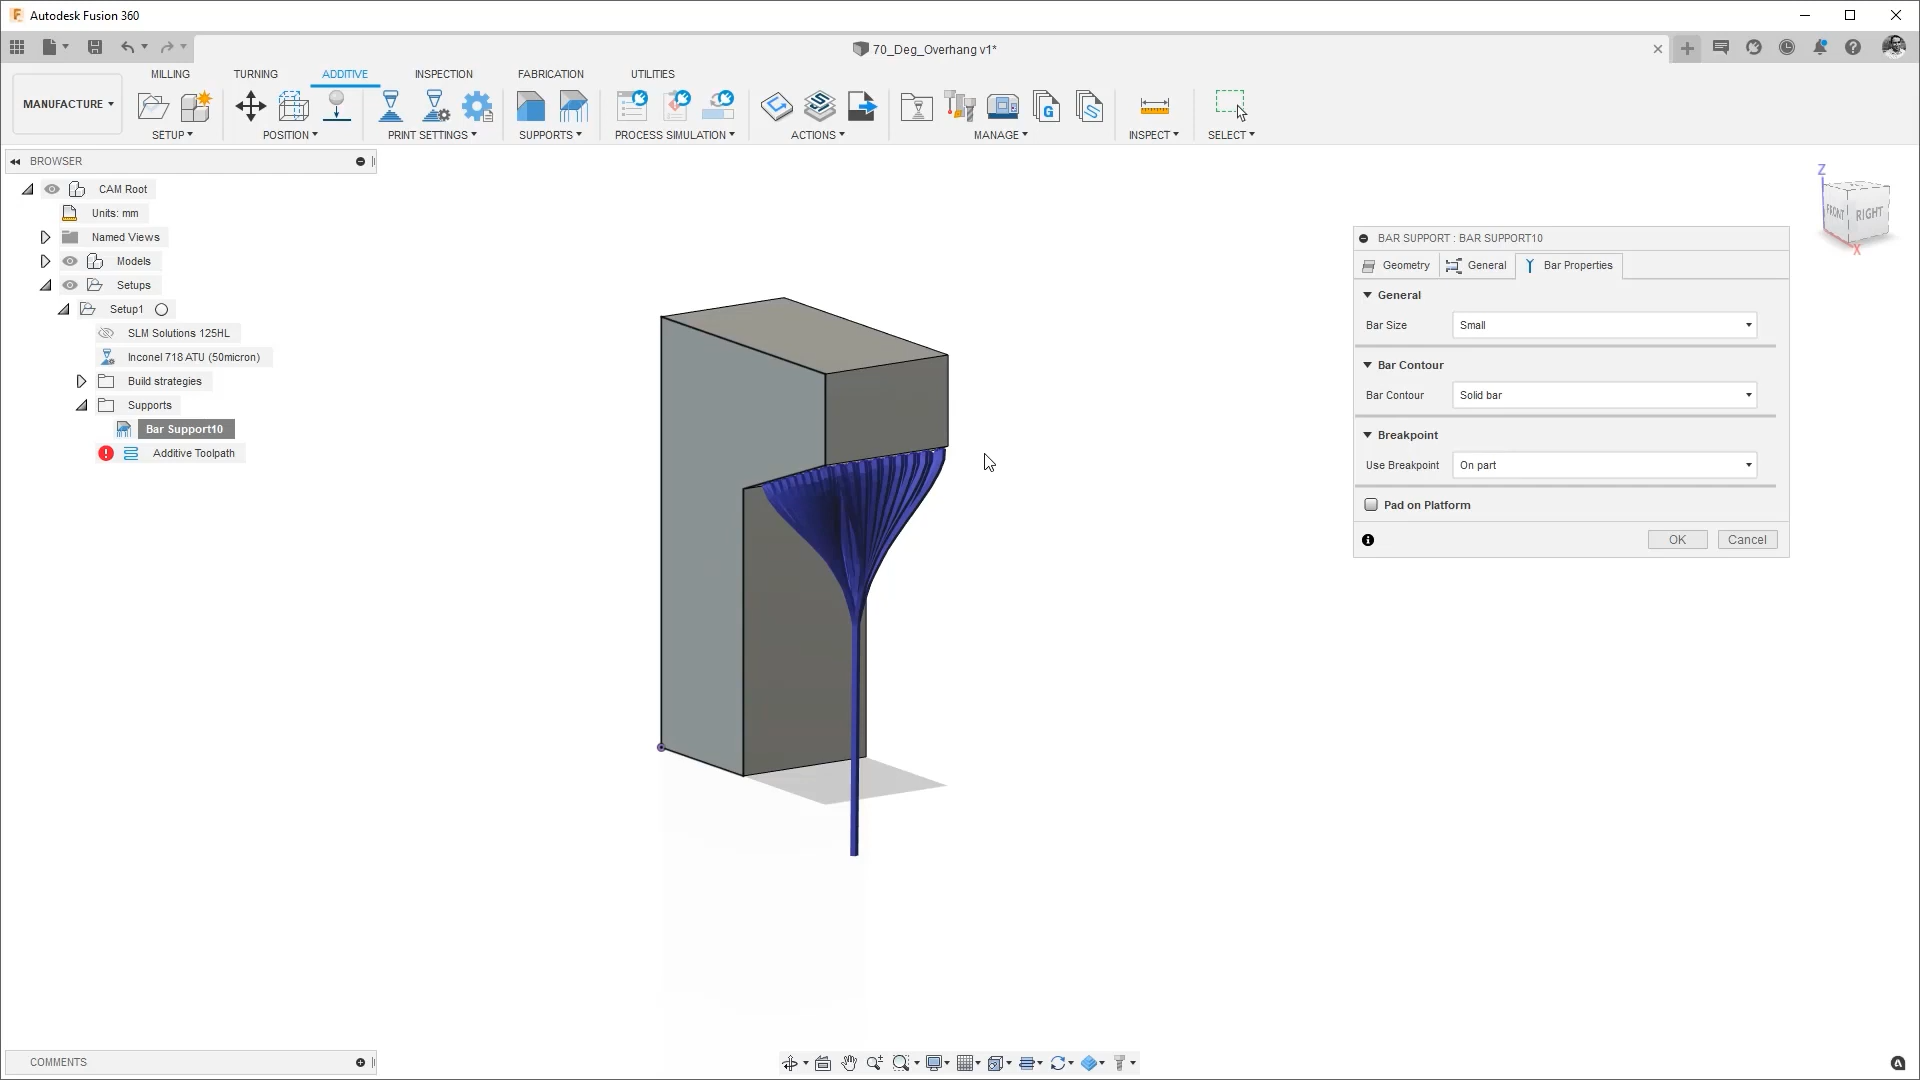 Autodesk Fusion 360
70_Deg_Overhang v1*
MILLING TURNING ADDITIVE INSPECTION FABRICATION UTILITIES
MANUFACTURE
SETUP POSITION PRINT SETTINGS SUPPORTS PROCESS SIMULATION ACTIONS MANAGE INSPECT SELECT
BROWSER
CAM Root
Units: mm
Named Views
Models
Setups
Setup1
SLM Solutions 125HL
Inconel 718 ATU (50micron)
Build strategies
Supports
Bar Support10
Additive Toolpath
Z
FRONT
RIGHT
X
BAR SUPPORT : BAR SUPPORT10
Geometry General Bar Properties
General
Bar Size Small
Bar Contour
Bar Contour Solid bar
Breakpoint
Use Breakpoint On part
Pad on Platform
OK Cancel
COMMENTS